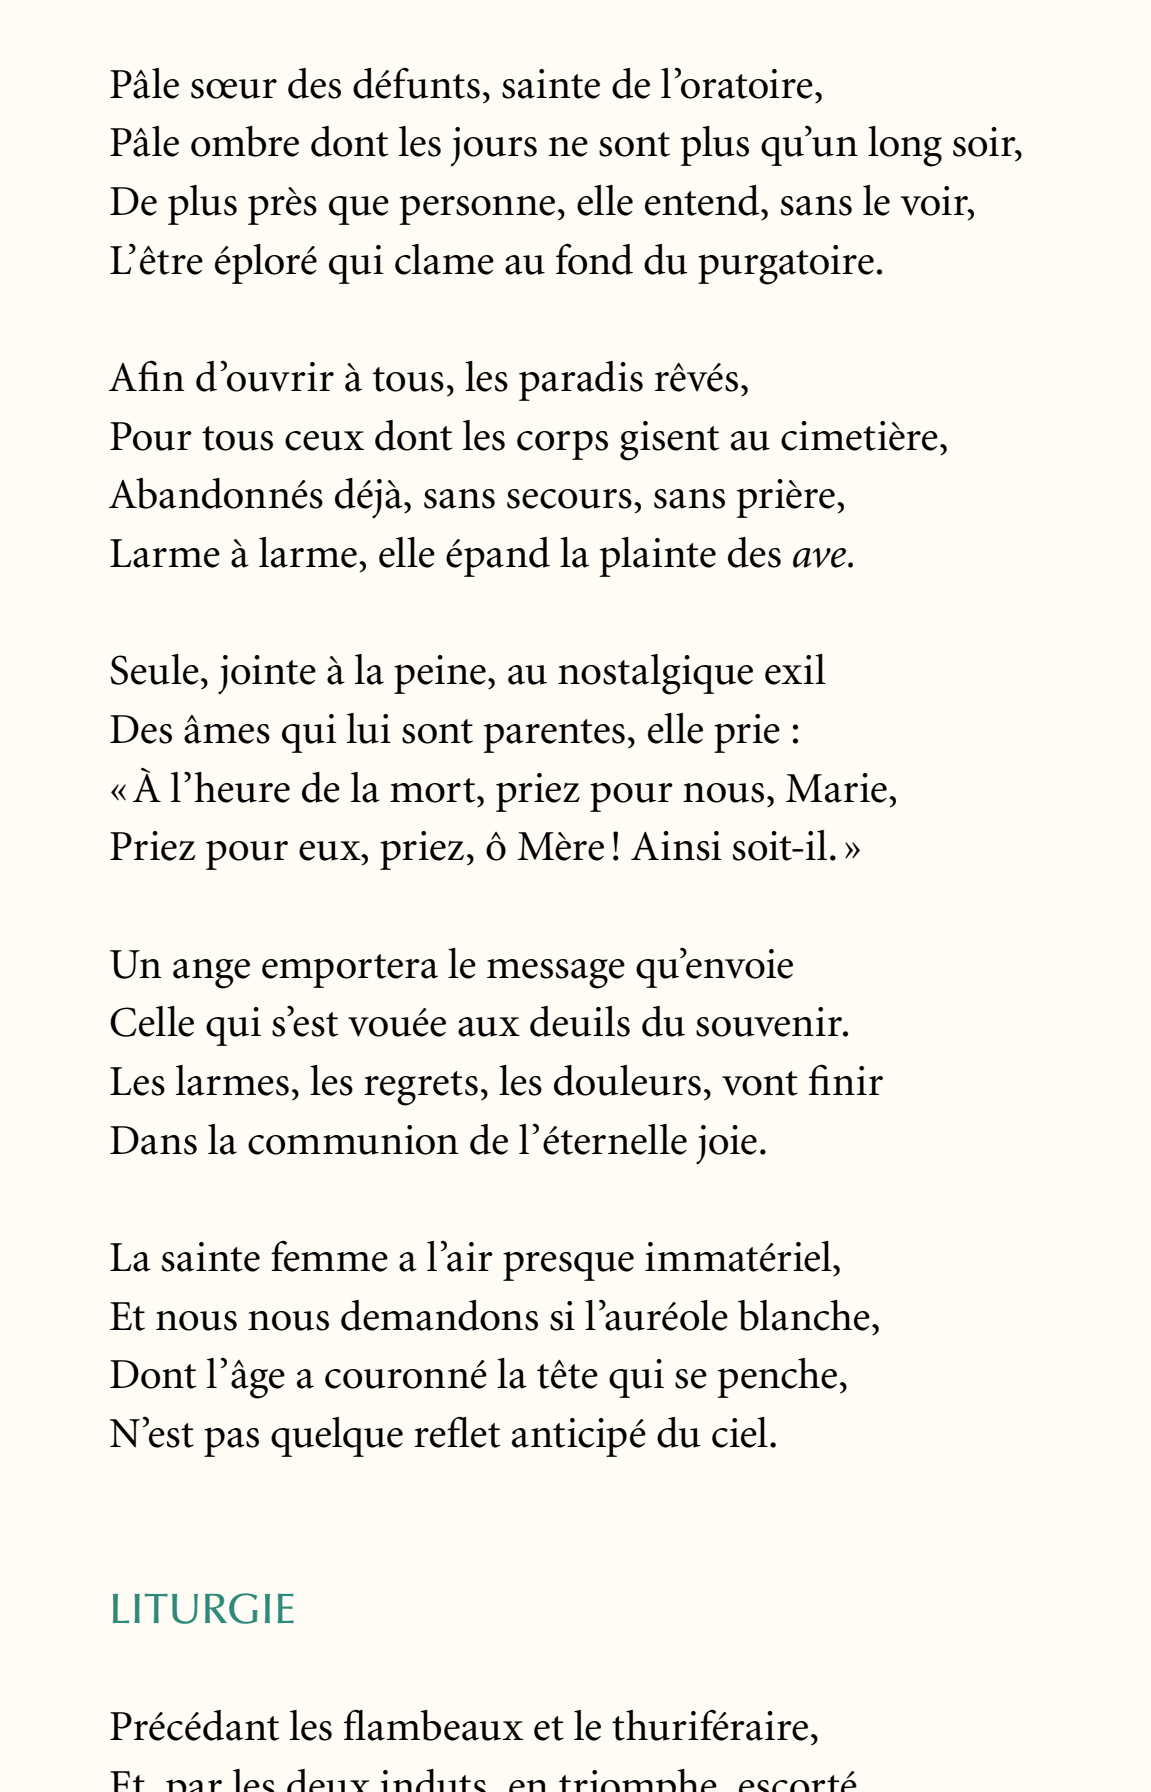 Pâle sœur des défunts, sainte de l’oratoire,
Pâle ombre dont les jours ne sont plus qu’un long soir,
De plus près que personne, elle entend, sans le voir,
L’être éploré qui clame au fond du purgatoire.
Afin d’ouvrir à tous, les paradis rêvés,
Pour tous ceux dont les corps gisent au cimetière,
Abandonnés déjà, sans secours, sans prière,
Larme à larme, elle épand la plainte des ave.
Seule, jointe à la peine, au nostalgique exil
Des âmes qui lui sont parentes, elle prie :
« À l’heure de la mort, priez pour nous, Marie,
Priez pour eux, priez, ô Mère ! Ainsi soit-il. »
Un ange emportera le message qu’envoie
Celle qui s’est vouée aux deuils du souvenir.
Les larmes, les regrets, les douleurs, vont finir
Dans la communion de l’éternelle joie.
La sainte femme a l’air presque immatériel,
Et nous nous demandons si l’auréole blanche,
Dont l’âge a couronné la tête qui se penche,
N’est pas quelque reflet anticipé du ciel.
LITURGIE
Précédant les flambeaux et le thuriféraire,
Et, par les deux induts, en triomphe, escorté